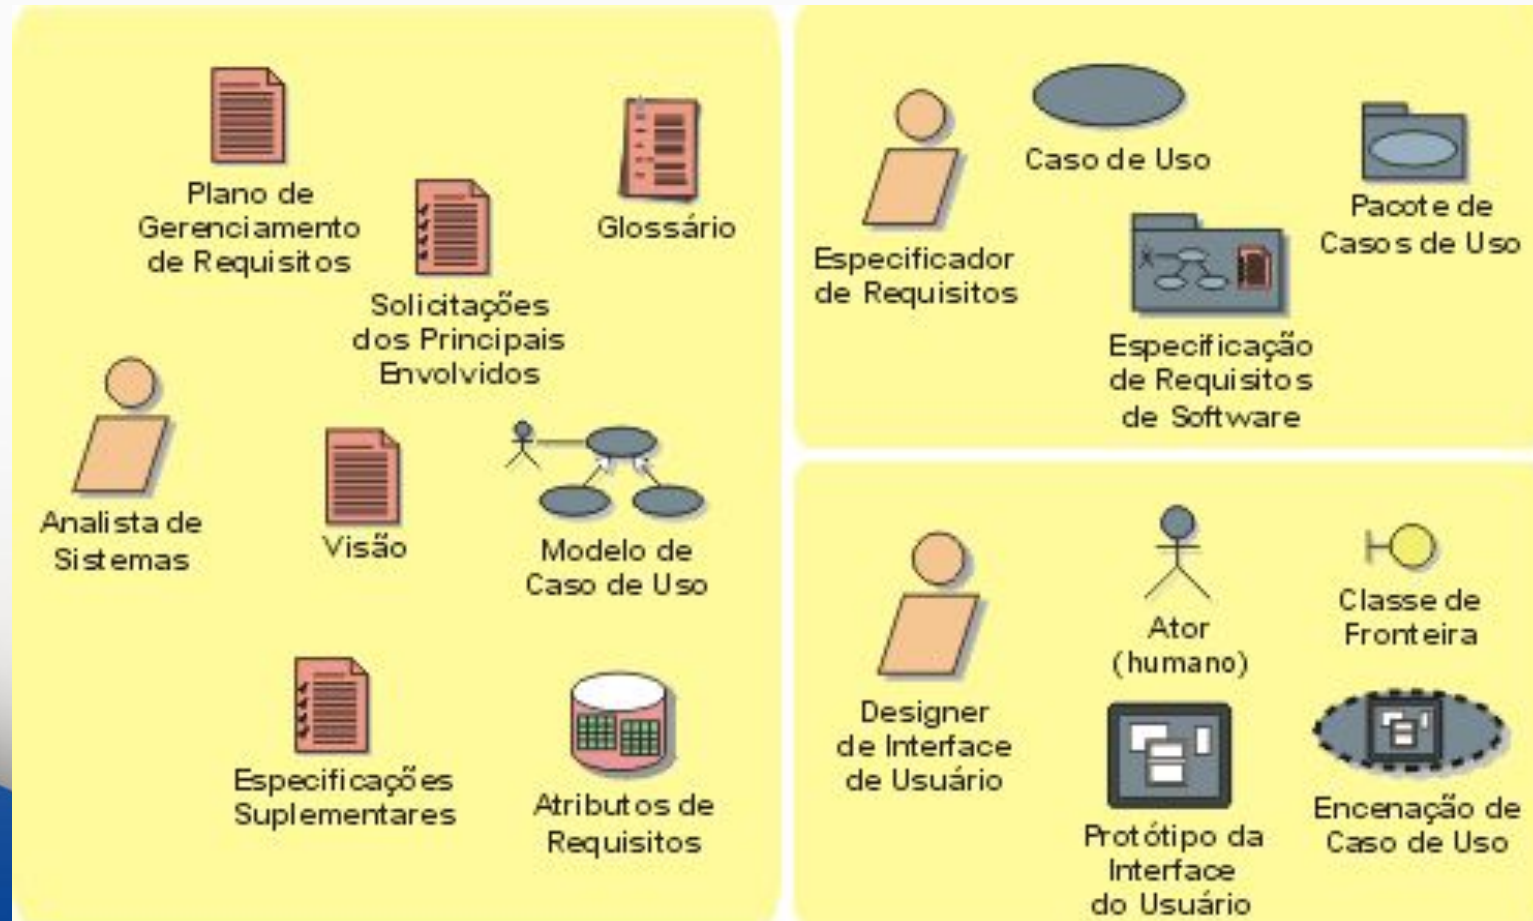 Plano de
Gerenciamento
de Requisitos
Solicitações
dos Principais
Envolvidos
Glossário
Analista de
Sistemas
Visão
Modelo de
Caso de Uso
Especificações
Suplementares
Atributos de
Requisitos
Especificador
de Requisitos
Caso de Uso
Pacote de
Casos de Uso
Especificação
de Requisitos
de Software
Designer
de Interface
de Usuário
Ator
(humano)
Classe de
Fronteira
Protótipo da
Interface
do Usuário
Encenação de
Caso de Uso